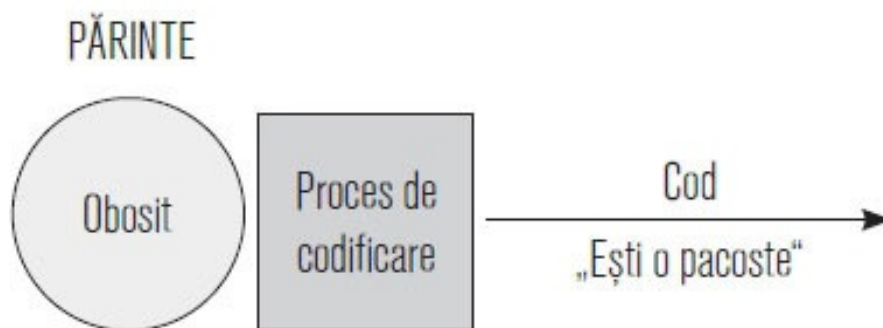 PĂRINTE
Obosit
Proces de
codificare
Cod
„Ești o pacoste“